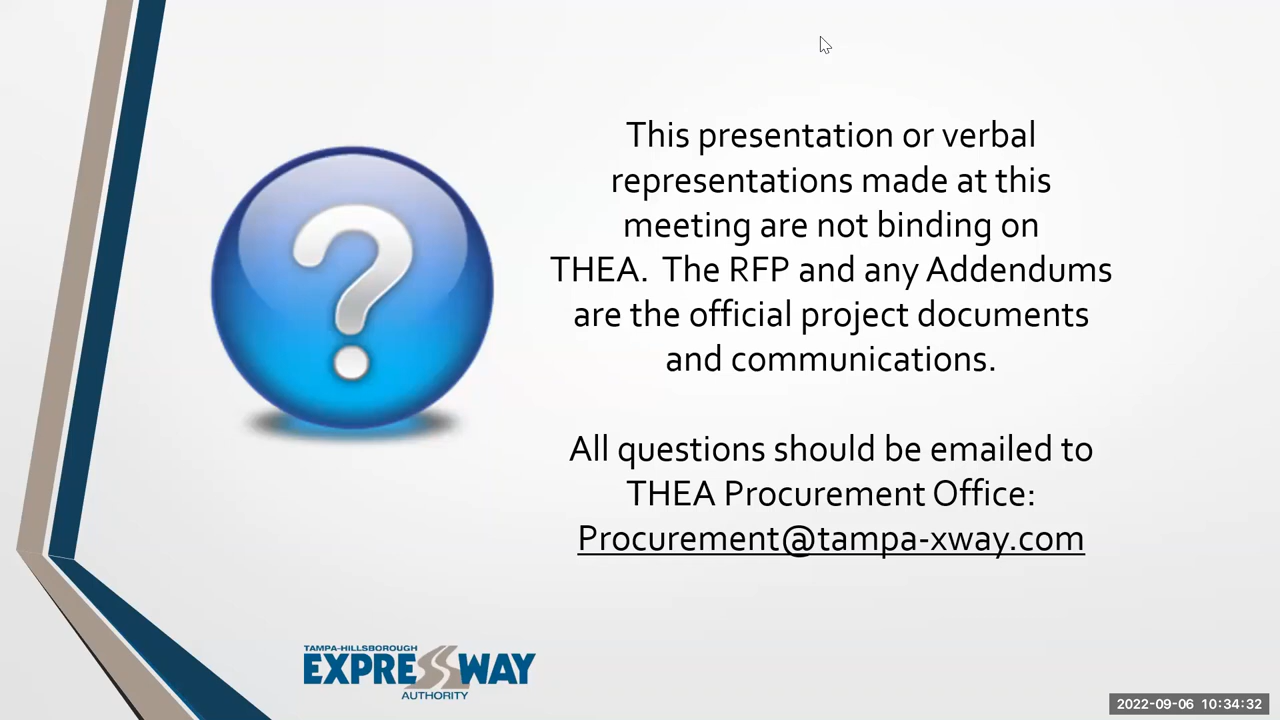 This presentation or verbal
representations made at this
meeting are not binding on
THEA.  The RFP and any Addendums
are the official project documents
and communications.
All questions should be emailed to
THEA Procurement Office:
Procurement@tampa-xway.com
TAMPA-HILLSBOROUGH
EXPRESSWAY
AUTHORITY
2022-09-06 10:34:32